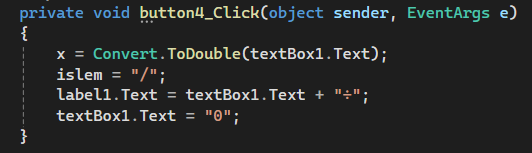 private void button4_Click(object sender, EventArgs e)
{
x = Convert.ToDouble(textBox1.Text);
islem = "/";
label1.Text = textBox1.Text + "÷";
textBox1.Text = "0";
}